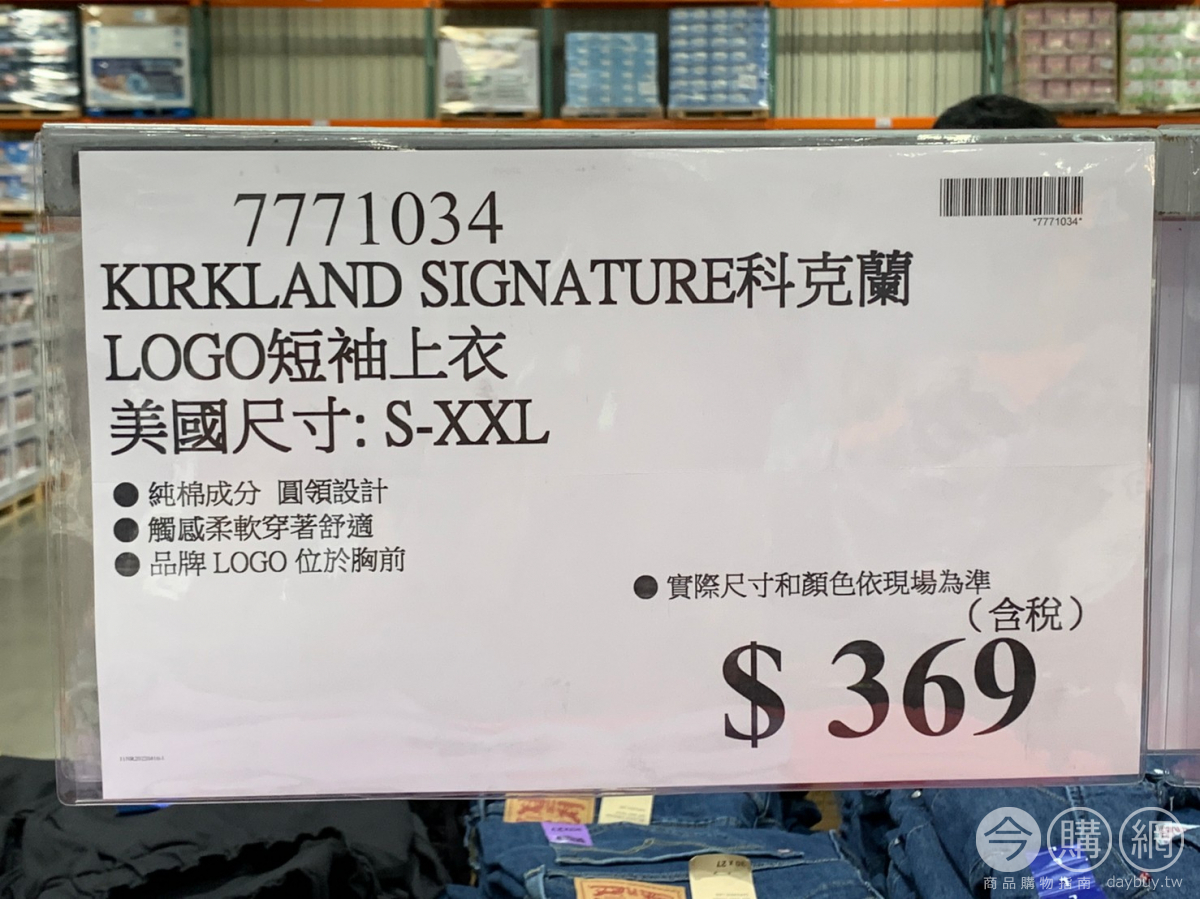 7771034
*7771034*
KIRKLAND SIGNATURE科克蘭
LOGO短袖上衣
美國尺寸: S-XXL
● 純棉成分 圓領設計
● 觸感柔軟穿著舒適
● 品牌 LOGO 位於胸前
● 實際尺寸和顏色依現場為準
（含稅）
$ 369
今購網
商品購物指南 daybuy.tw